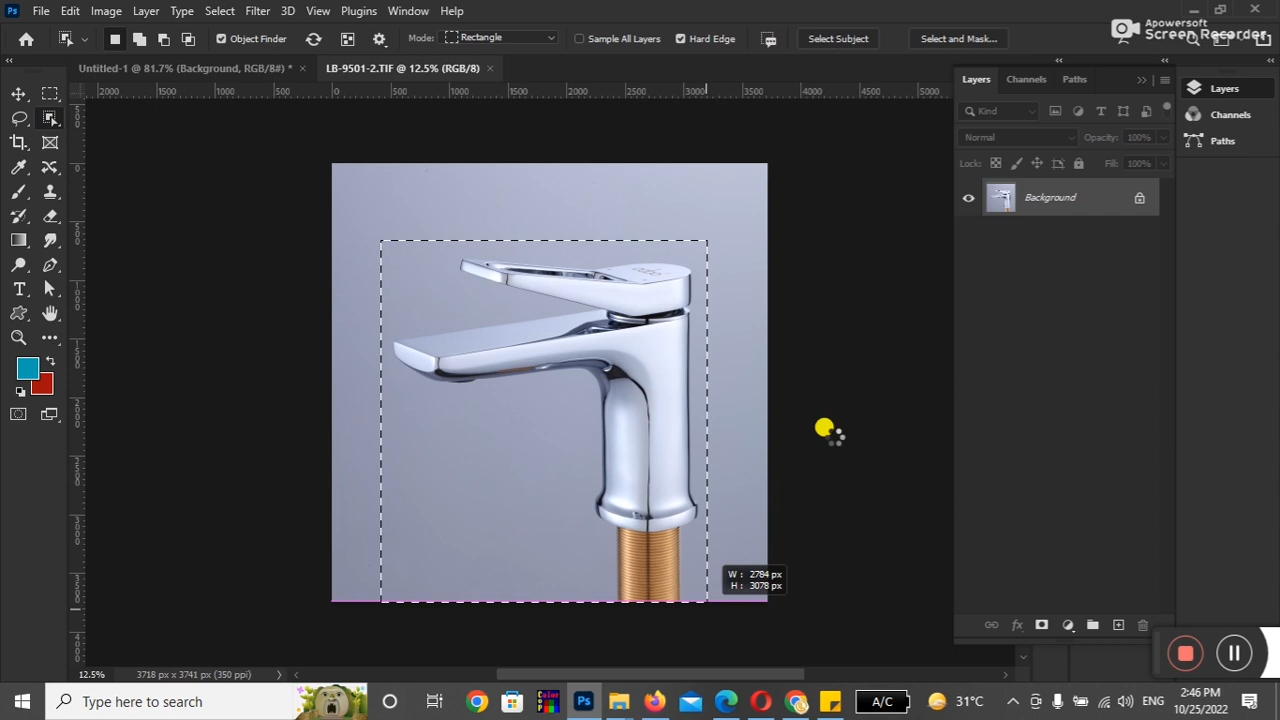 Ps File Edit Image Layer Type Select Filter 3D View Plugins Window Help
Apowersoft
Screen Recorder
Object Finder Mode: Rectangle Sample All Layers Hard Edge Select Subject Select and Mask...
Untitled-1 @ 81.7% (Background, RGB/8#) * × LB-9501-2.TIF @ 12.5% (RGB/8) ×
2000 1500 1000 500 0 500 1000 1500 2000 2500 3000 3500 4000 4500 5000
Layers Channels Paths
Layers
Kind
Channels
Normal Opacity: 100%
Paths
Lock: Fill: 100%
Background
W : 2784 px
H : 3078 px
12.5% 3718 px x 3741 px (350 ppi)
Type here to search
Ps
A/C
31°C
ENG
2:46 PM
10/25/2022